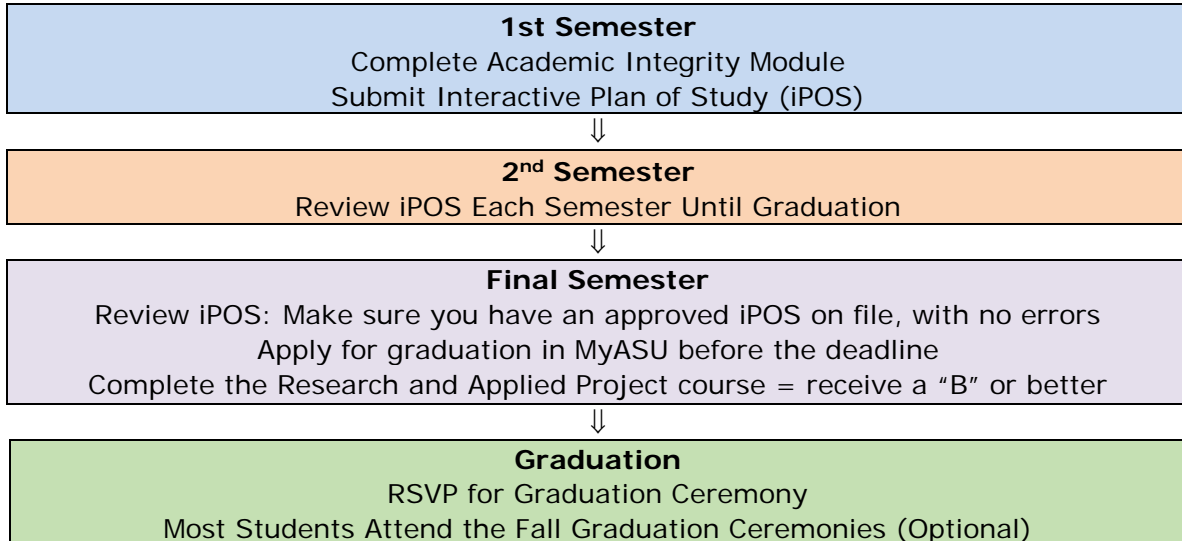 1st Semester
Complete Academic Integrity Module
Submit Interactive Plan of Study (iPOS)
⇓
2nd Semester
Review iPOS Each Semester Until Graduation
⇓
Final Semester
Review iPOS: Make sure you have an approved iPOS on file, with no errors
Apply for graduation in MyASU before the deadline
Complete the Research and Applied Project course = receive a “B” or better
⇓
Graduation
RSVP for Graduation Ceremony
Most Students Attend the Fall Graduation Ceremonies (Optional)